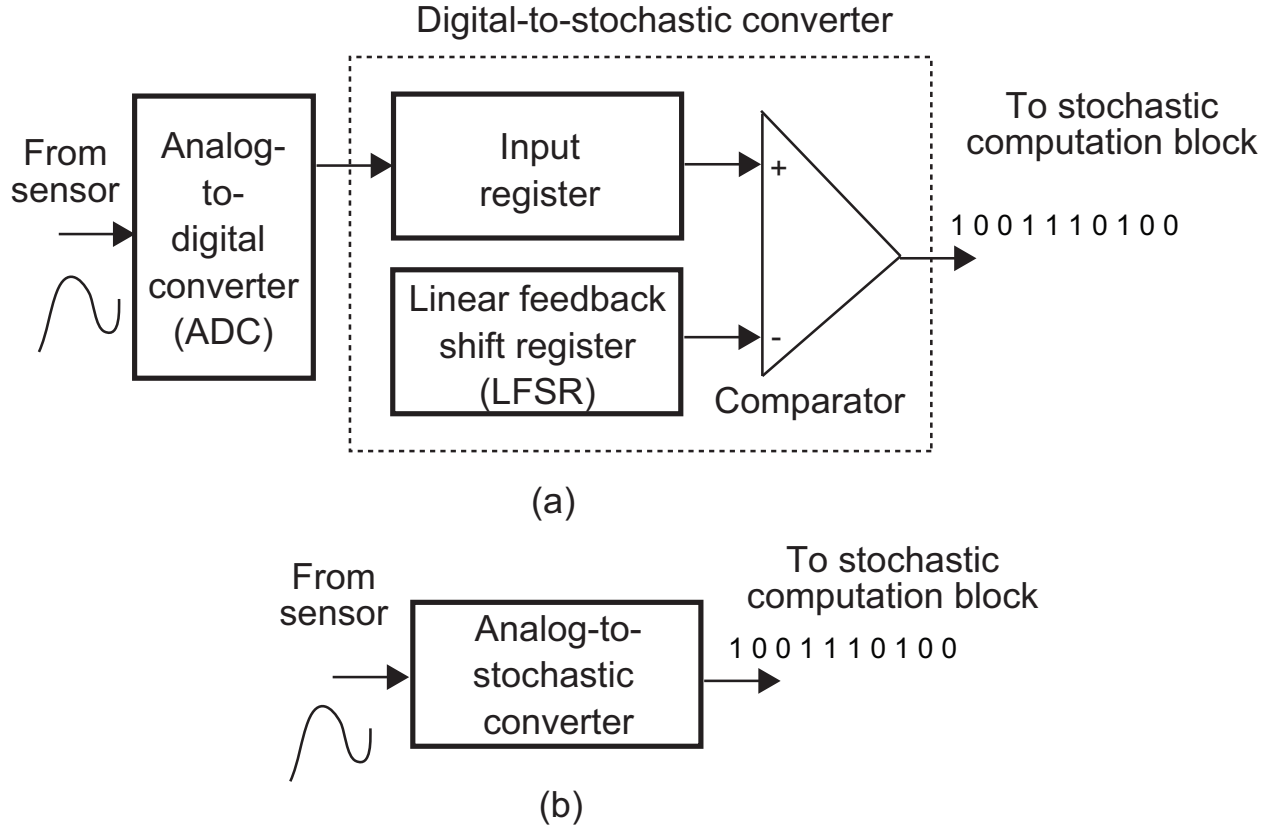 Digital-to-stochastic converter
From
sensor
Analog-
to-
digital
converter
(ADC)
Input
register
Linear feedback
shift register
(LFSR)
+
-
Comparator
To stochastic
computation block
1 0 0 1 1 1 0 1 0 0
(a)
From
sensor
Analog-to-
stochastic
converter
To stochastic
computation block
1 0 0 1 1 1 0 1 0 0
(b)